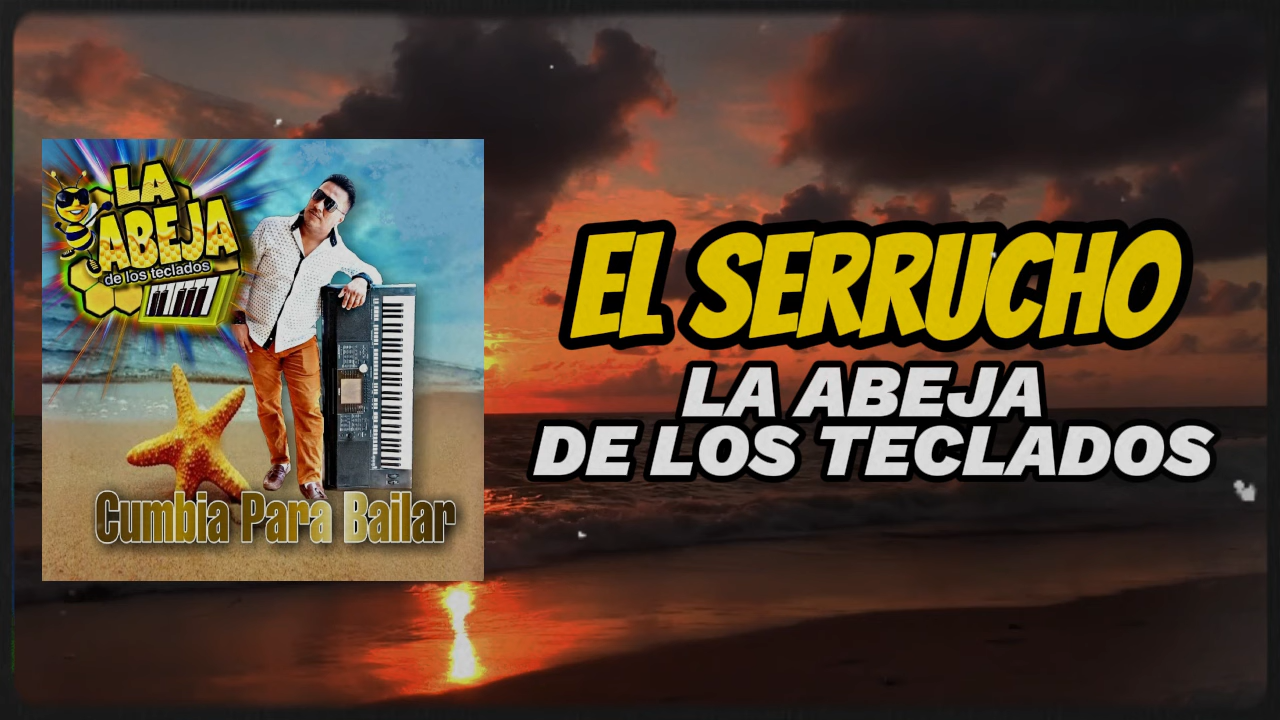 LA
ABEJA
de los teclados
Cumbia Para Bailar
EL SERRUCHO
LA ABEJA
DE LOS TECLADOS